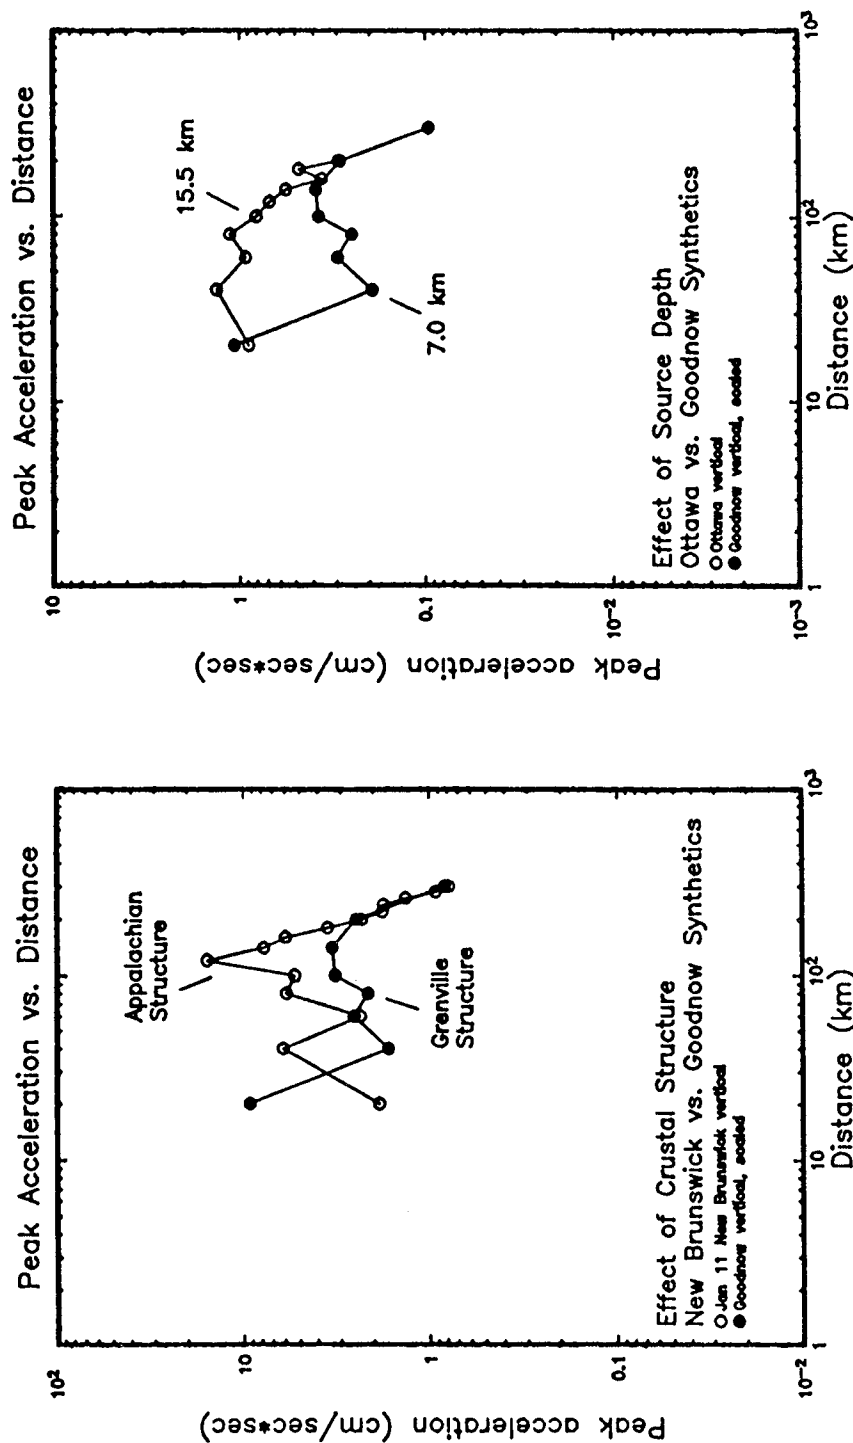 Peak Acceleration vs. Distance
Peak acceleration (cm/sec*sec)
10²
10
1
0.1
10⁻²
Appalachian
Structure
Grenville
Structure
Effect of Crustal Structure
New Brunswick vs. Goodnow Synthetics
Jan 11 New Brunswick vertical
Goodnow vertical, scaled
1
10
10²
10³
Distance (km)
Peak Acceleration vs. Distance
Peak acceleration (cm/sec*sec)
10
1
0.1
10⁻²
10⁻³
15.5 km
7.0 km
Effect of Source Depth
Ottawa vs. Goodnow Synthetics
Ottawa vertical
Goodnow vertical, scaled
1
10
10²
10³
Distance (km)